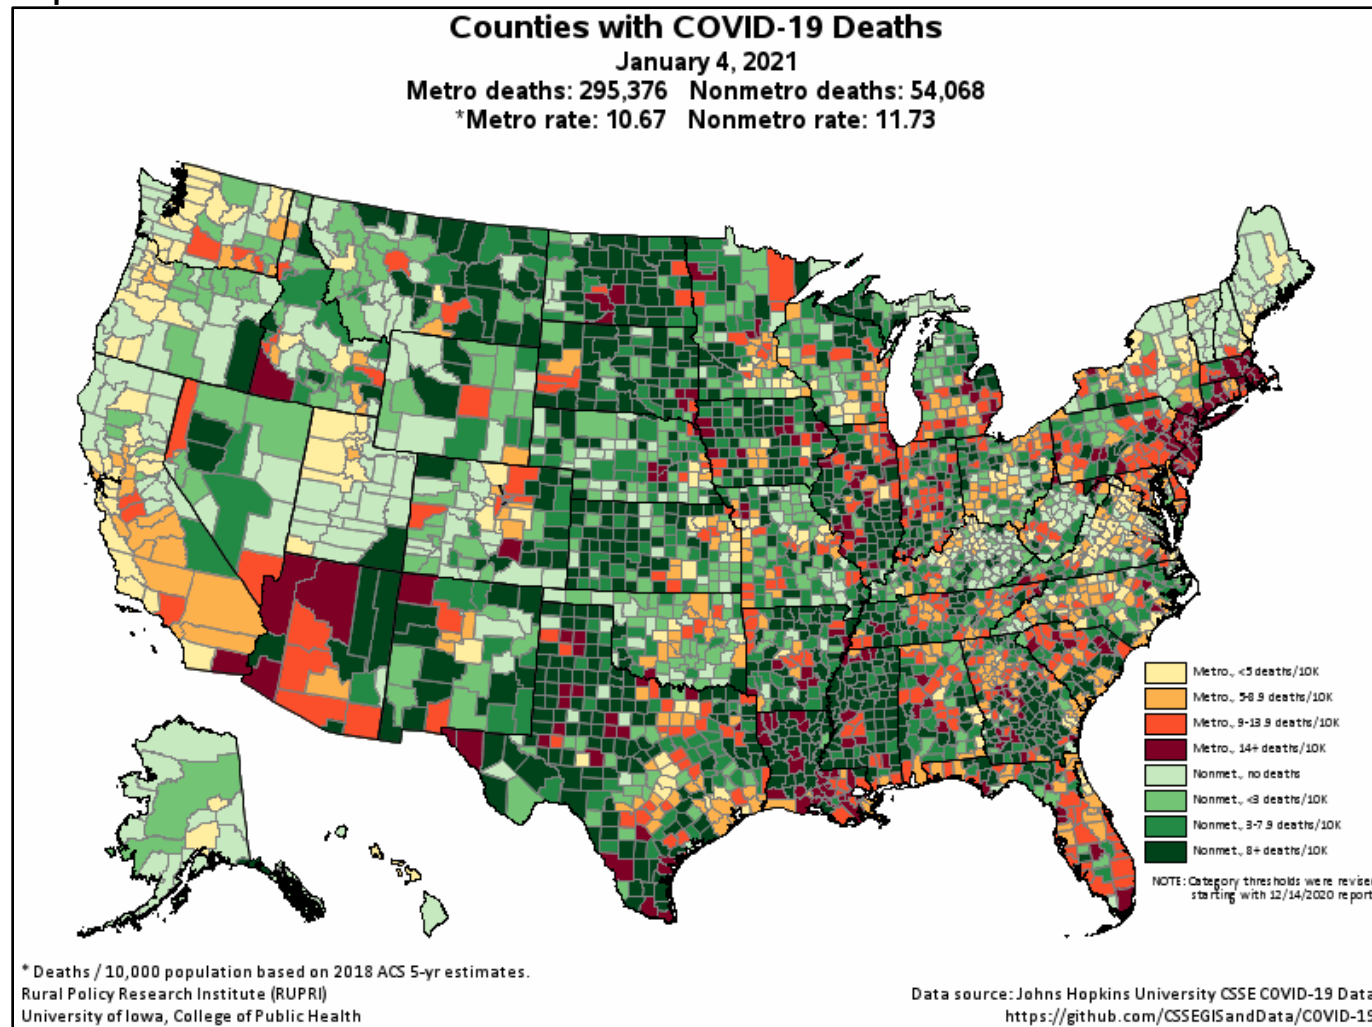 Counties with COVID-19 Deaths
January 4, 2021
Metro deaths: 295,376 Nonmetro deaths: 54,068
*Metro rate: 10.67 Nonmetro rate: 11.73
Metro., <5 deaths/10K
Metro., 5-8.9 deaths/10K
Metro., 9-13.9 deaths/10K
Metro., 14+ deaths/10K
Nonmet., no deaths
Nonmet., <3 deaths/10K
Nonmet., 3-7.9 deaths/10K
Nonmet., 8+ deaths/10K
NOTE: Category thresholds were revise
starting with 12/14/2020 report
* Deaths / 10,000 population based on 2018 ACS 5-yr estimates.
Rural Policy Research Institute (RUPRI)
University of Iowa, College of Public Health
Data source: Johns Hopkins University CSSE COVID-19 Data
https://github.com/CSSEGISandData/COVID-19